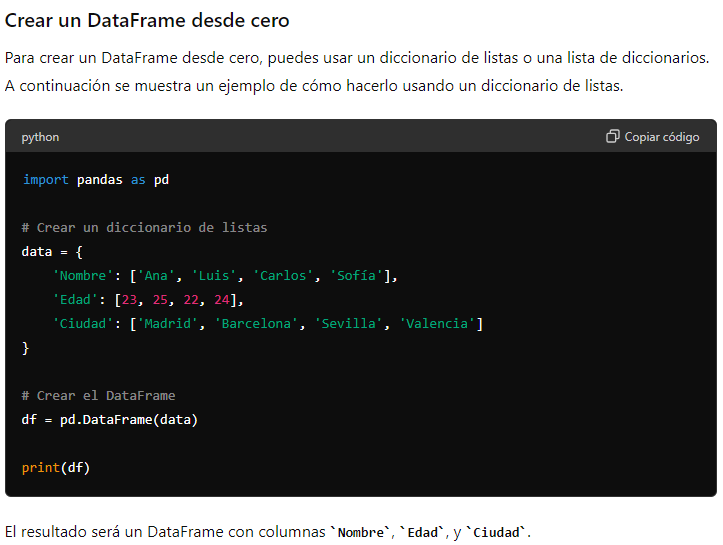 Crear un DataFrame desde cero
Para crear un DataFrame desde cero, puedes usar un diccionario de listas o una lista de diccionarios.
A continuación se muestra un ejemplo de cómo hacerlo usando un diccionario de listas.
python
Copiar código
import pandas as pd
# Crear un diccionario de listas
data = {
    'Nombre': ['Ana', 'Luis', 'Carlos', 'Sofía'],
    'Edad': [23, 25, 22, 24],
    'Ciudad': ['Madrid', 'Barcelona', 'Sevilla', 'Valencia']
}
# Crear el DataFrame
df = pd.DataFrame(data)
print(df)
El resultado será un DataFrame con columnas `Nombre`, `Edad`, y `Ciudad`.